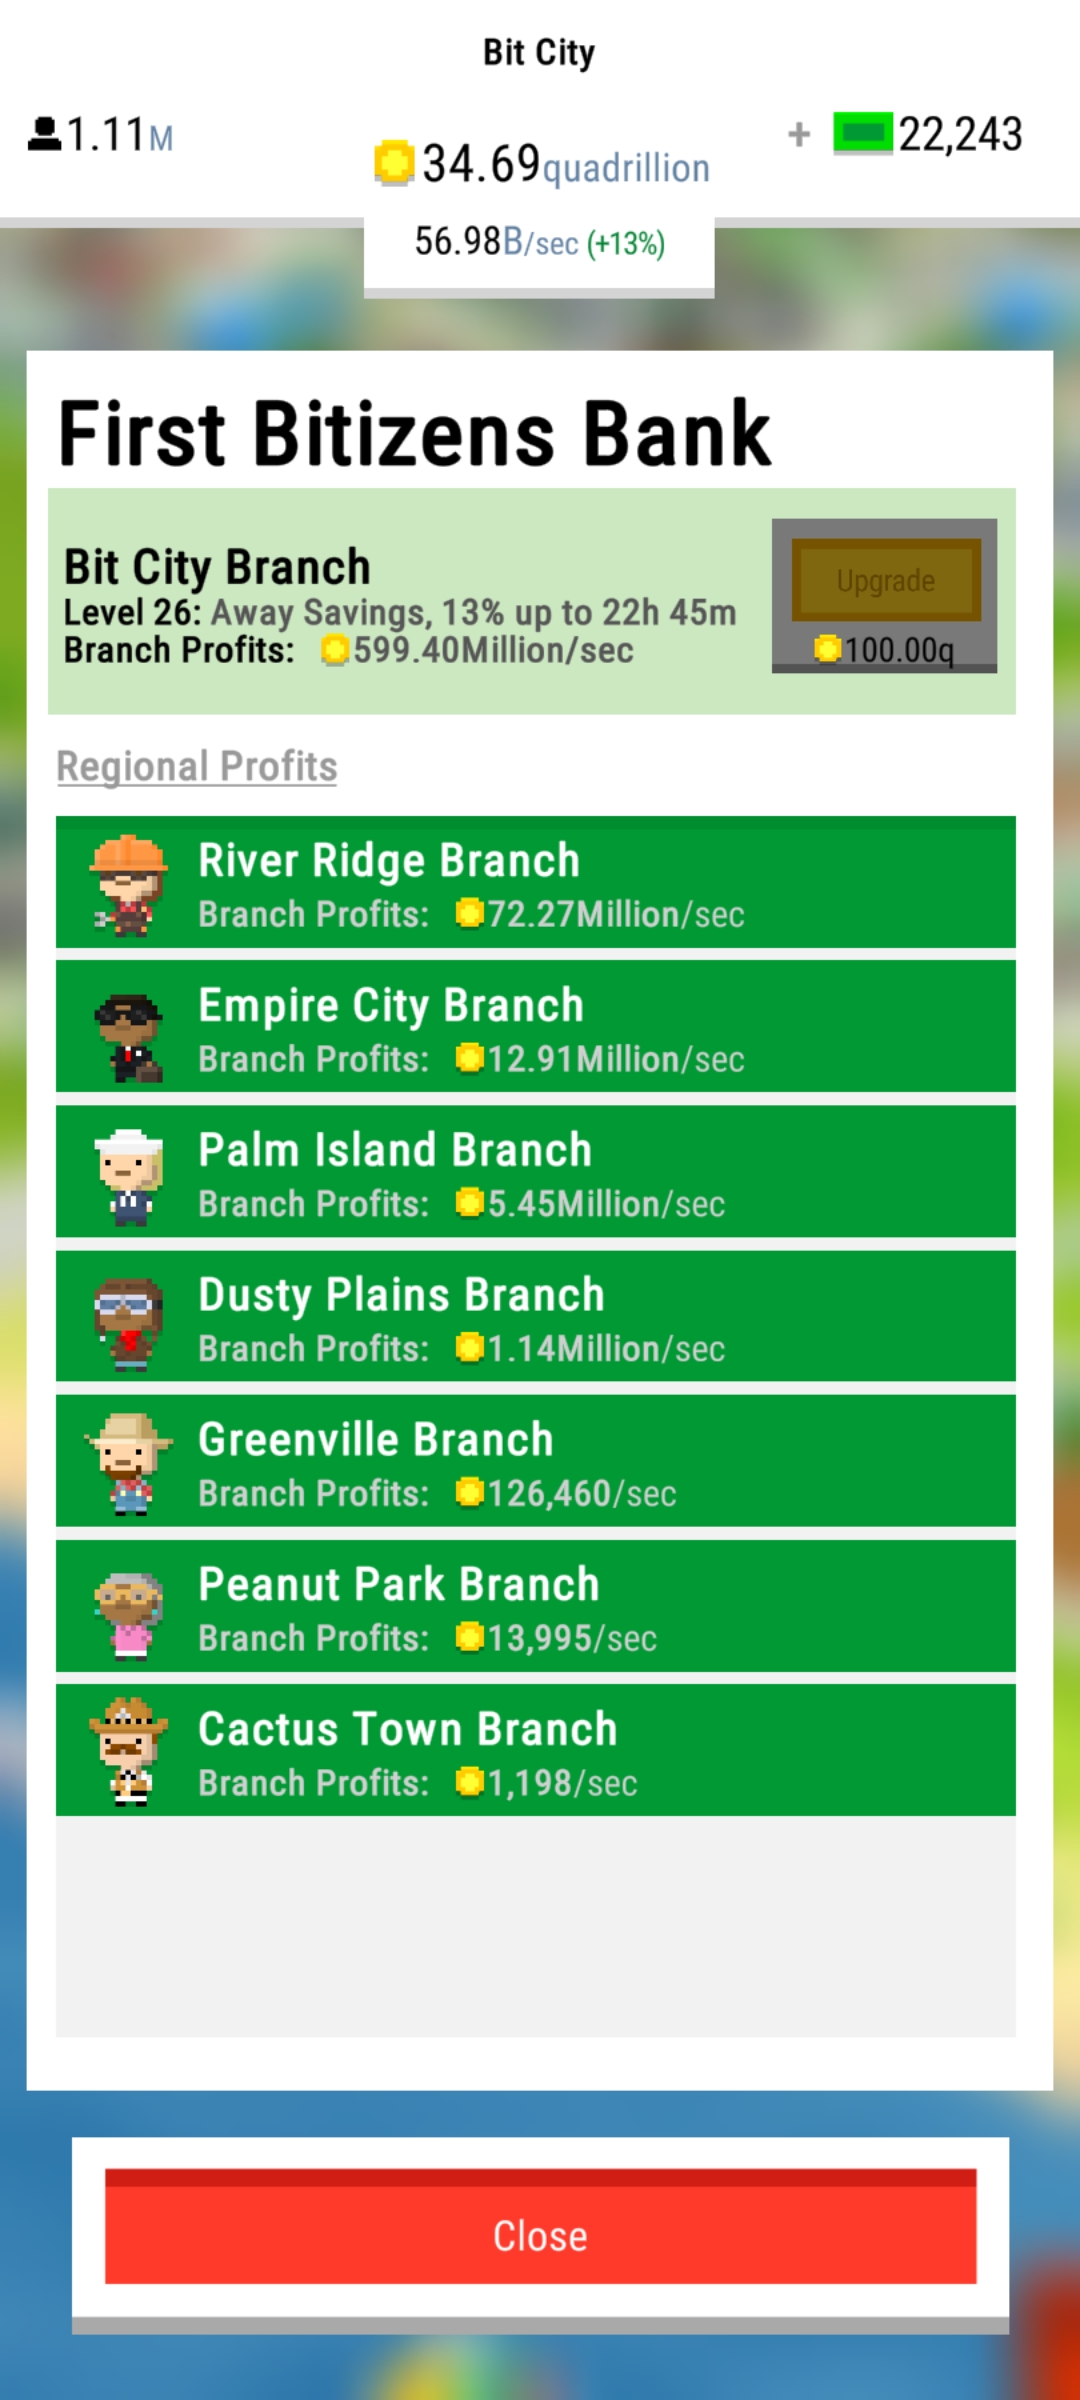 Bit City
1.11M
34.69quadrillion
+ 22,243
56.98B/sec (+13%)
First Bitizens Bank
Bit City Branch
Level 26: Away Savings, 13% up to 22h 45m
Branch Profits: 599.40Million/sec
Upgrade
100.00q
Regional Profits
River Ridge Branch
Branch Profits: 72.27Million/sec
Empire City Branch
Branch Profits: 12.91Million/sec
Palm Island Branch
Branch Profits: 5.45Million/sec
Dusty Plains Branch
Branch Profits: 1.14Million/sec
Greenville Branch
Branch Profits: 126,460/sec
Peanut Park Branch
Branch Profits: 13,995/sec
Cactus Town Branch
Branch Profits: 1,198/sec
Close